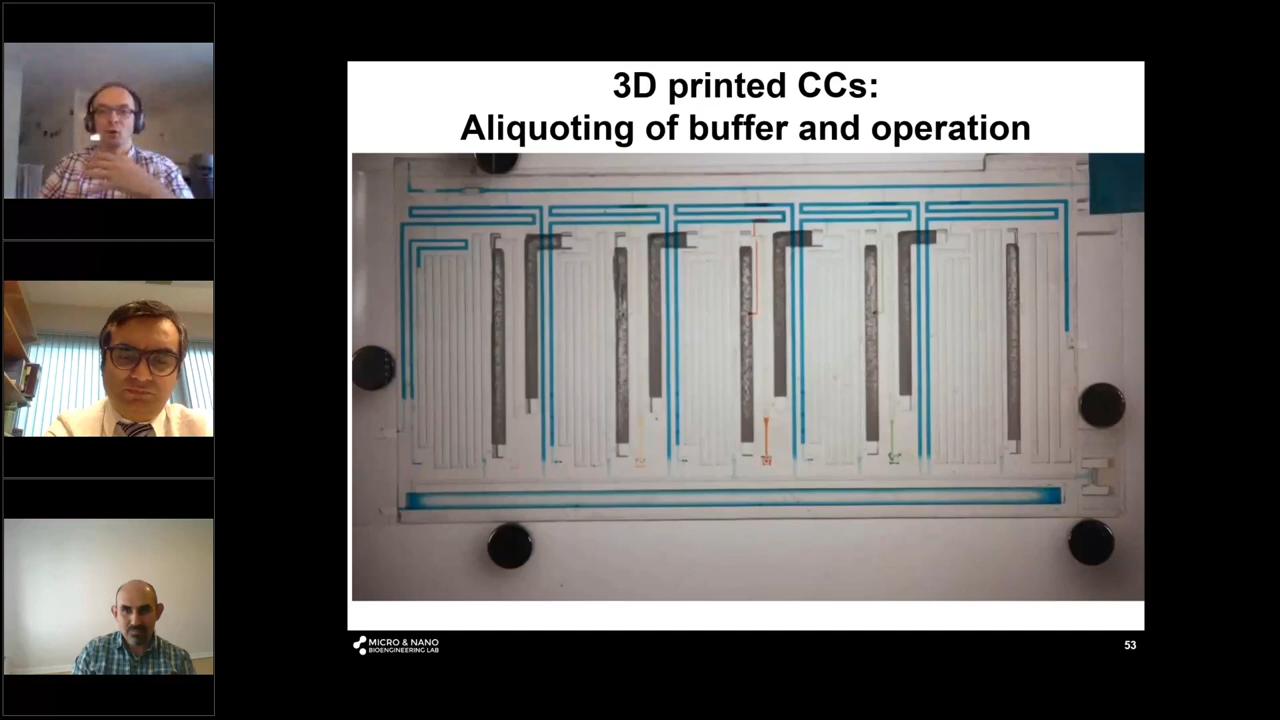 3D printed CCs:
Aliquoting of buffer and operation
MICRO & NANO
BIOENGINEERING LAB
53